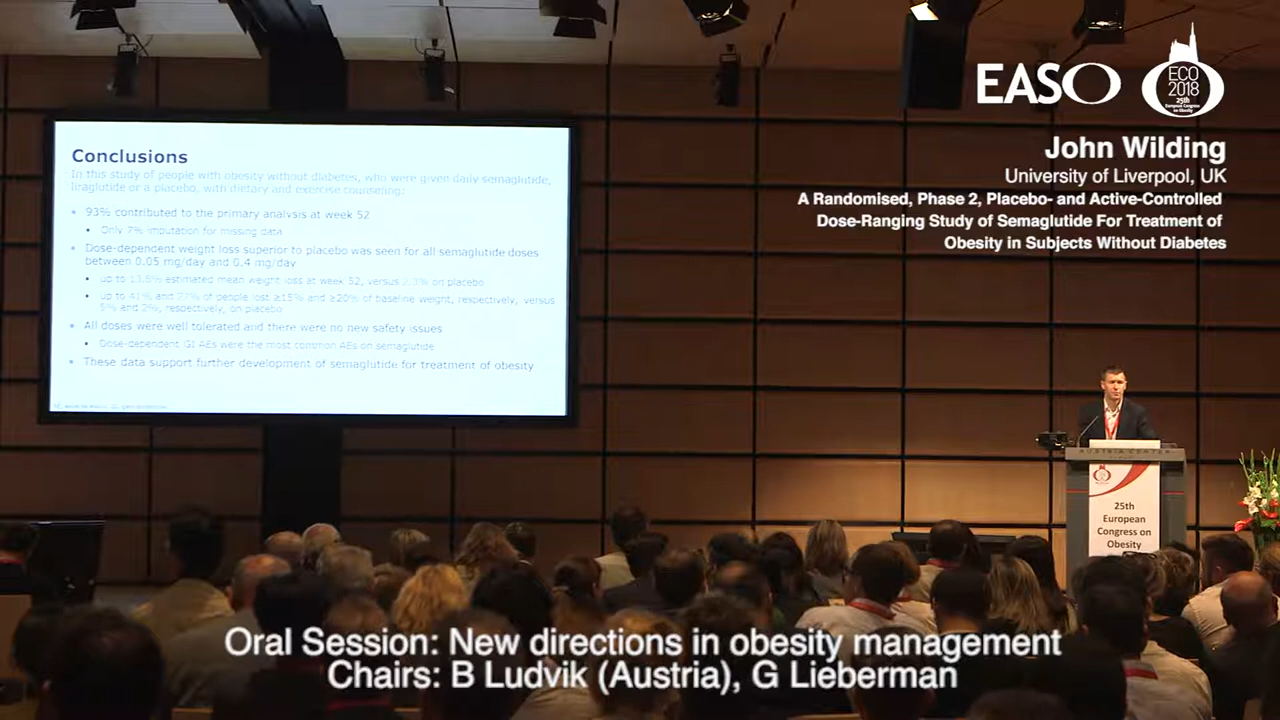 EASO
ECO
2018
25th
European Congress
on Obesity
John Wilding
University of Liverpool, UK
A Randomised, Phase 2, Placebo- and Active-Controlled
Dose-Ranging Study of Semaglutide For Treatment of
Obesity in Subjects Without Diabetes
Conclusions
In this study of people with obesity without diabetes, who were given daily semaglutide,
liraglutide or a placebo, with dietary and exercise counseling:
• 93% contributed to the primary analysis at week 52
• Only 7% imputation for missing data
• Dose-dependent weight loss superior to placebo was seen for all semaglutide doses
between 0.05 mg/day and 0.4 mg/day
• up to 13.8% estimated mean weight loss at week 52, versus 2.3% on placebo
• up to 41% and 27% of people lost ≥15% and ≥20% of baseline weight, respectively, versus
5% and 2%, respectively, on placebo
• All doses were well tolerated and there were no new safety issues
• Dose-dependent GI AEs were the most common AEs on semaglutide
• These data support further development of semaglutide for treatment of obesity
AUSTRIA CENTER
25th
European
Congress on
Obesity
Oral Session: New directions in obesity management
Chairs: B Ludvik (Austria), G Lieberman